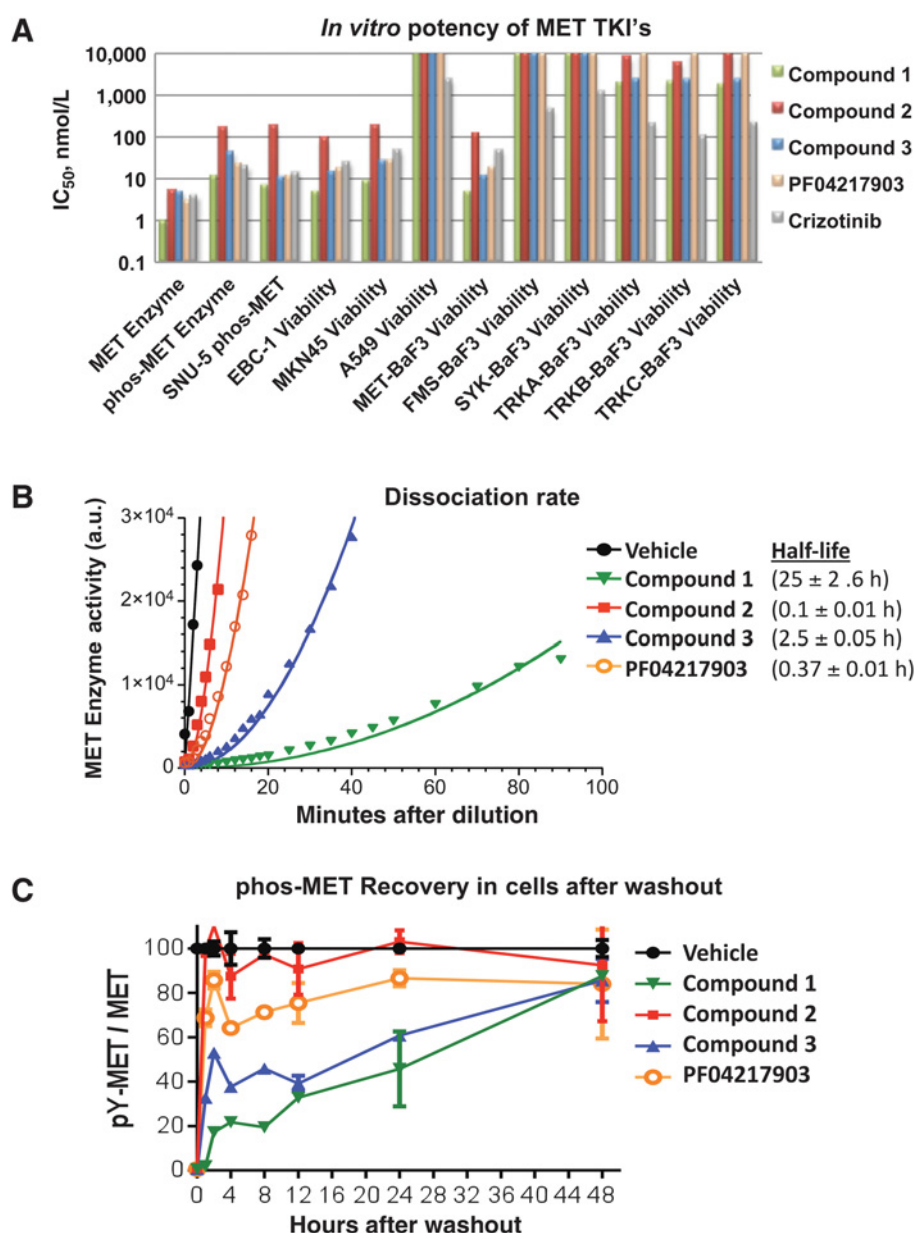 A
In vitro potency of MET TKI's
10,000
1,000
100
10
1
0.1
IC50, nmol/L
Compound 1
Compound 2
Compound 3
PF04217903
Crizotinib
MET Enzyme
phos-MET Enzyme
SNU-5 phos-MET
EBC-1 Viability
MKN45 Viability
A549 Viability
MET-BaF3 Viability
FMS-BaF3 Viability
SYK-BaF3 Viability
TRKA-BaF3 Viability
TRKB-BaF3 Viability
TRKC-BaF3 Viability
B
Dissociation rate
3×10⁴
2×10⁴
1×10⁴
0
MET Enzyme activity (a.u.)
0 20 40 60 80 100
Minutes after dilution
Half-life
Vehicle
Compound 1 (25 ± 2 .6 h)
Compound 2 (0.1 ± 0.01 h)
Compound 3 (2.5 ± 0.05 h)
PF04217903 (0.37 ± 0.01 h)
C
phos-MET Recovery in cells after washout
100
80
60
40
20
0
pY-MET / MET
0 4 8 12 16 20 24 28 32 36 40 44 48
Hours after washout
Vehicle
Compound 1
Compound 2
Compound 3
PF04217903